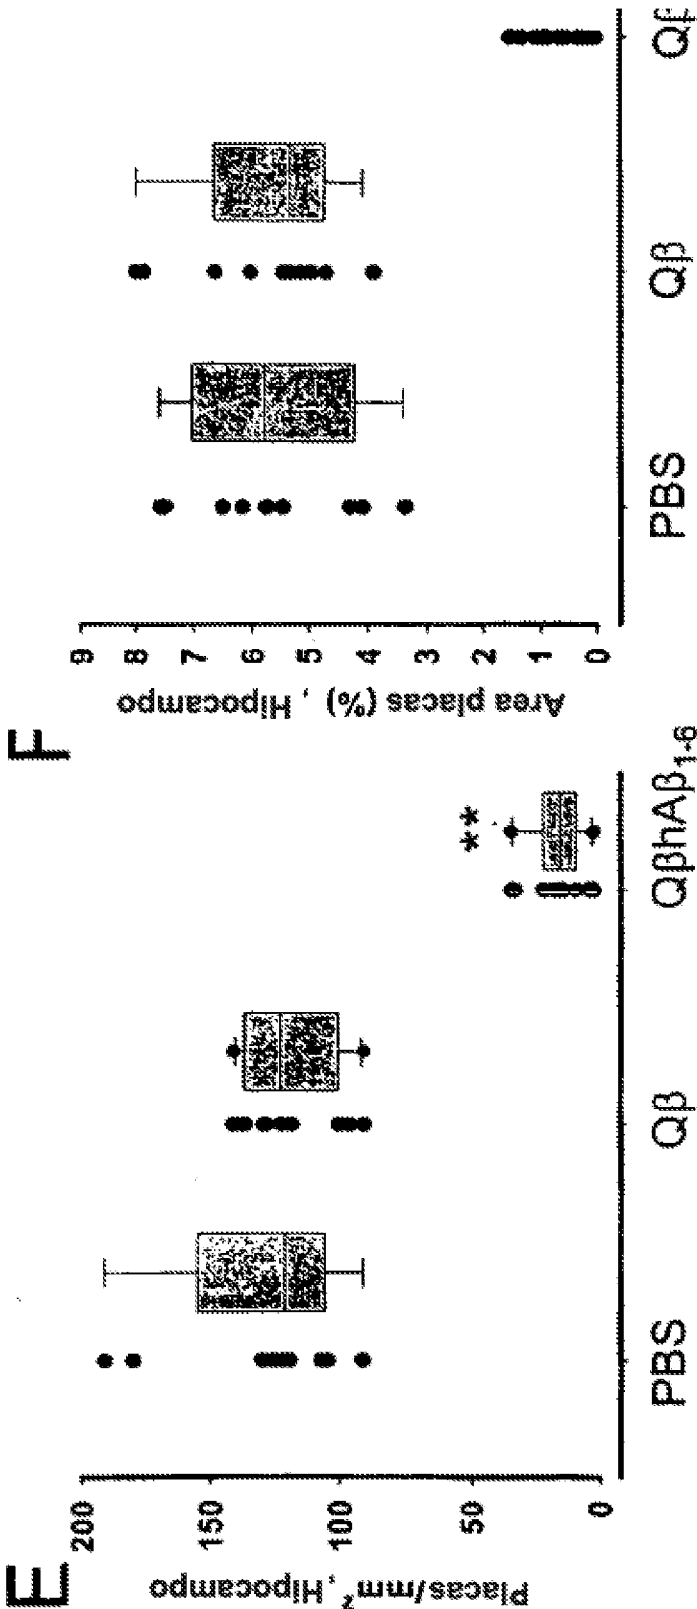 E
Placas/mm², Hipocampo
200
150
100
50
0
**
PBS
Qβ
QβhAβ1-6
F
Area placas (%) , Hipocampo
9
8
7
6
5
4
3
2
1
0
PBS
Qβ
Qβ